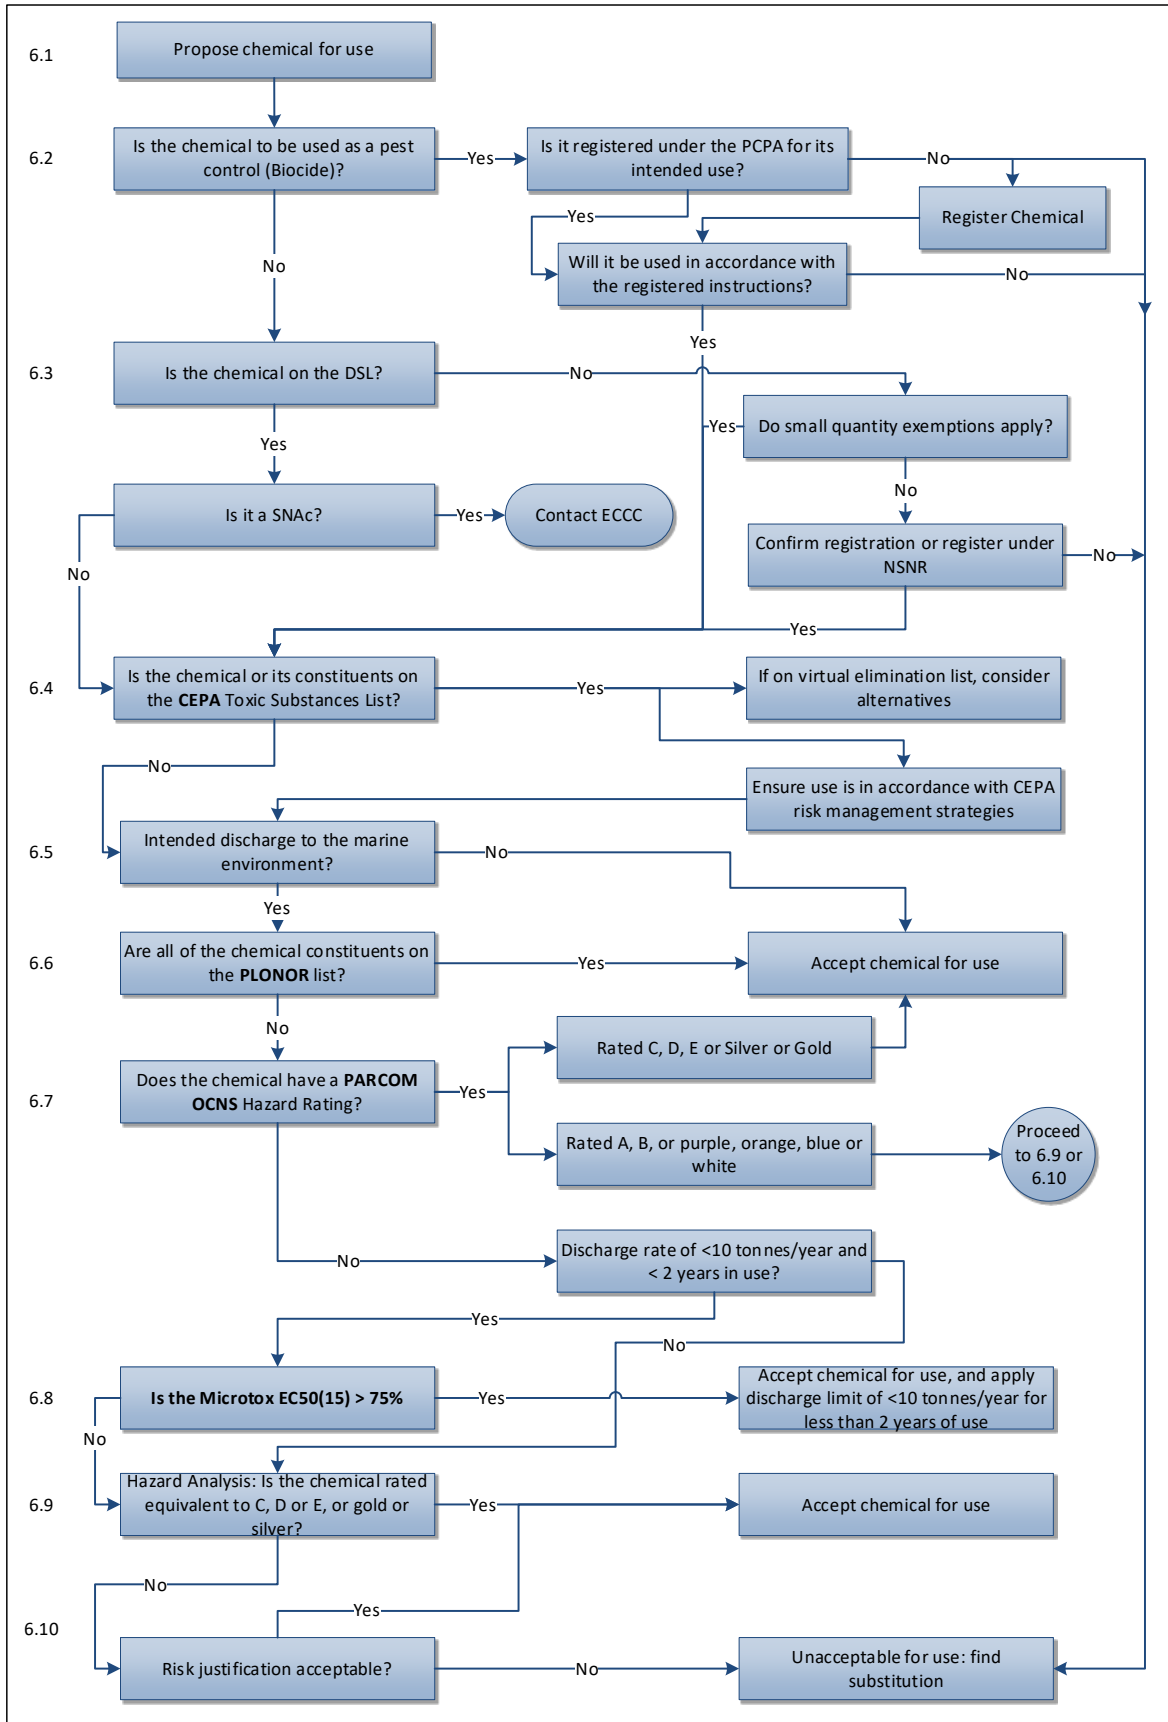 6.1
Propose chemical for use
6.2
Is the chemical to be used as a pest
control (Biocide)?
Yes
Is it registered under the PCPA for its
intended use?
No
Yes
Register Chemical
No
Will it be used in accordance with
the registered instructions?
No
Yes
6.3
Is the chemical on the DSL?
No
Yes
Do small quantity exemptions apply?
Yes
No
Is it a SNAc?
Yes
Contact ECCC
No
Confirm registration or register under
NSNR
No
Yes
6.4
Is the chemical or its constituents on
the CEPA Toxic Substances List?
Yes
If on virtual elimination list, consider
alternatives
No
Ensure use is in accordance with CEPA
risk management strategies
6.5
Intended discharge to the marine
environment?
No
Yes
6.6
Are all of the chemical constituents on
the PLONOR list?
Yes
Accept chemical for use
No
Rated C, D, E or Silver or Gold
6.7
Does the chemical have a PARCOM
OCNS Hazard Rating?
Yes
Rated A, B, or purple, orange, blue or
white
Proceed
to 6.9 or
6.10
No
Discharge rate of <10 tonnes/year and
< 2 years in use?
Yes
No
6.8
Is the Microtox EC50(15) > 75%
Yes
Accept chemical for use, and apply
discharge limit of <10 tonnes/year for
less than 2 years of use
No
6.9
Hazard Analysis: Is the chemical rated
equivalent to C, D or E, or gold or
silver?
Yes
Accept chemical for use
No
Yes
6.10
Risk justification acceptable?
No
Unacceptable for use: find
substitution